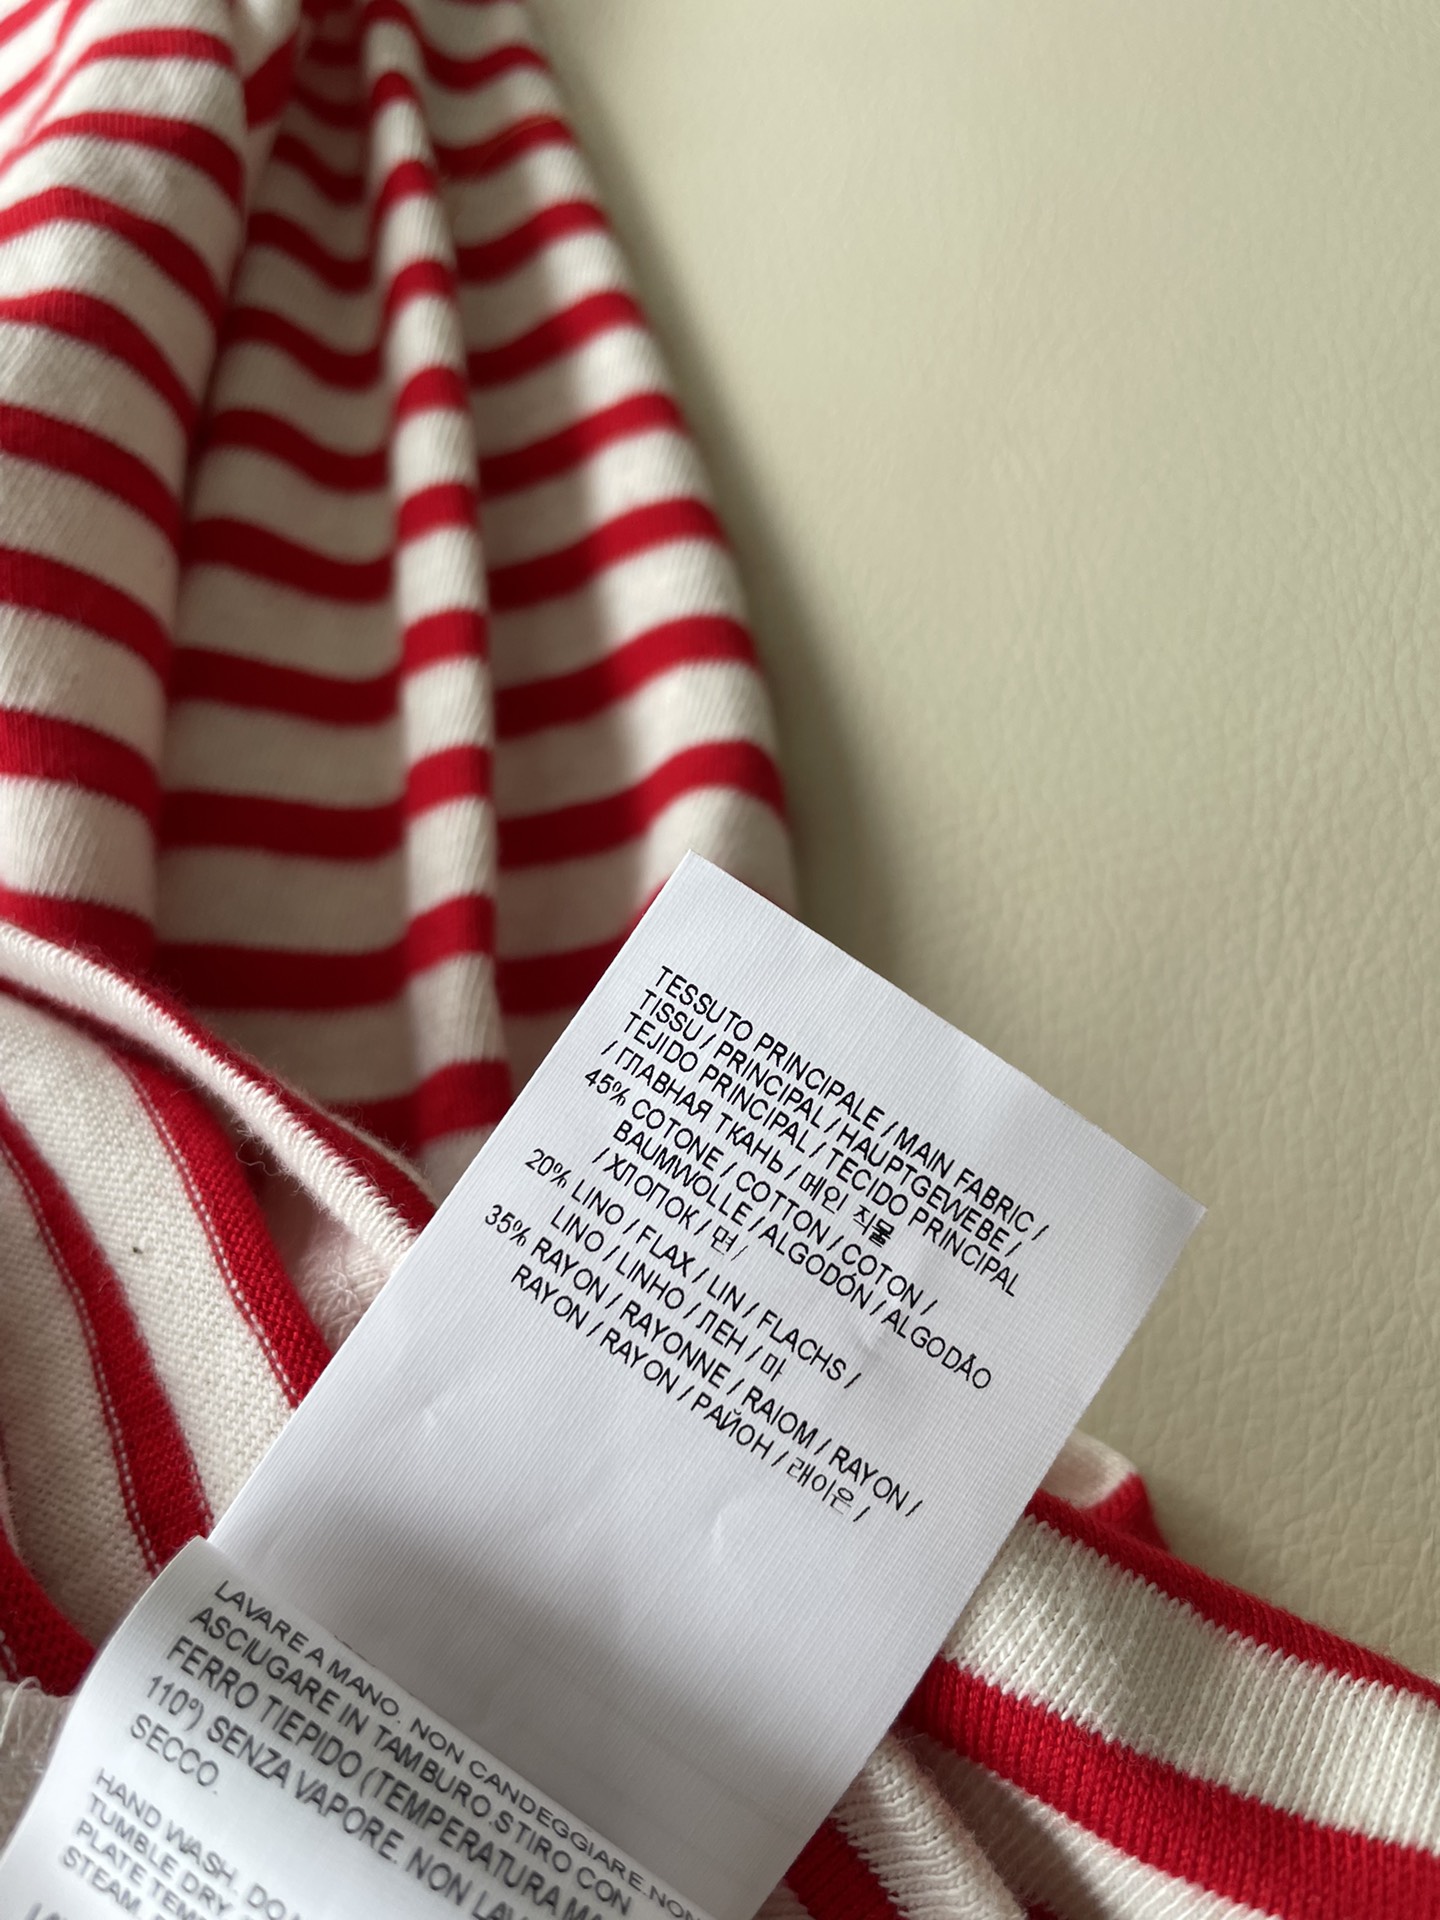 TESSUTO PRINCIPALE / MAIN FABRIC /
TISSU / PRINCIPAL / HAUPTGEWEBE /
TEJIDO PRINCIPAL / TECIDO PRINCIPAL
/ ГЛАВНАЯ ТКАНЬ / 메인 직물
45% COTONE / COTTON / COTON /
BAUMWOLLE / ALGODÓN / ALGODÃO
/ ХЛОПОК / 면 /
20% LINO / FLAX / LIN / FLACHS /
LINO / LINHO / ЛЕН / 마
35% RAYON / RAYONNE / RAIOM / RAYON /
RAYON / RAYON / РАЙОН / 래이온 /
LAVARE A MANO. NON CANDEGGIARE. NON
ASCIUGARE IN TAMBURO. STIRO CON
FERRO TIEPIDO (TEMPERATURA
110°) SENZA VAPORE. NON
SECCO.
HAND WASH. DO
TUMBLE DRY
PLATE
STEAM.